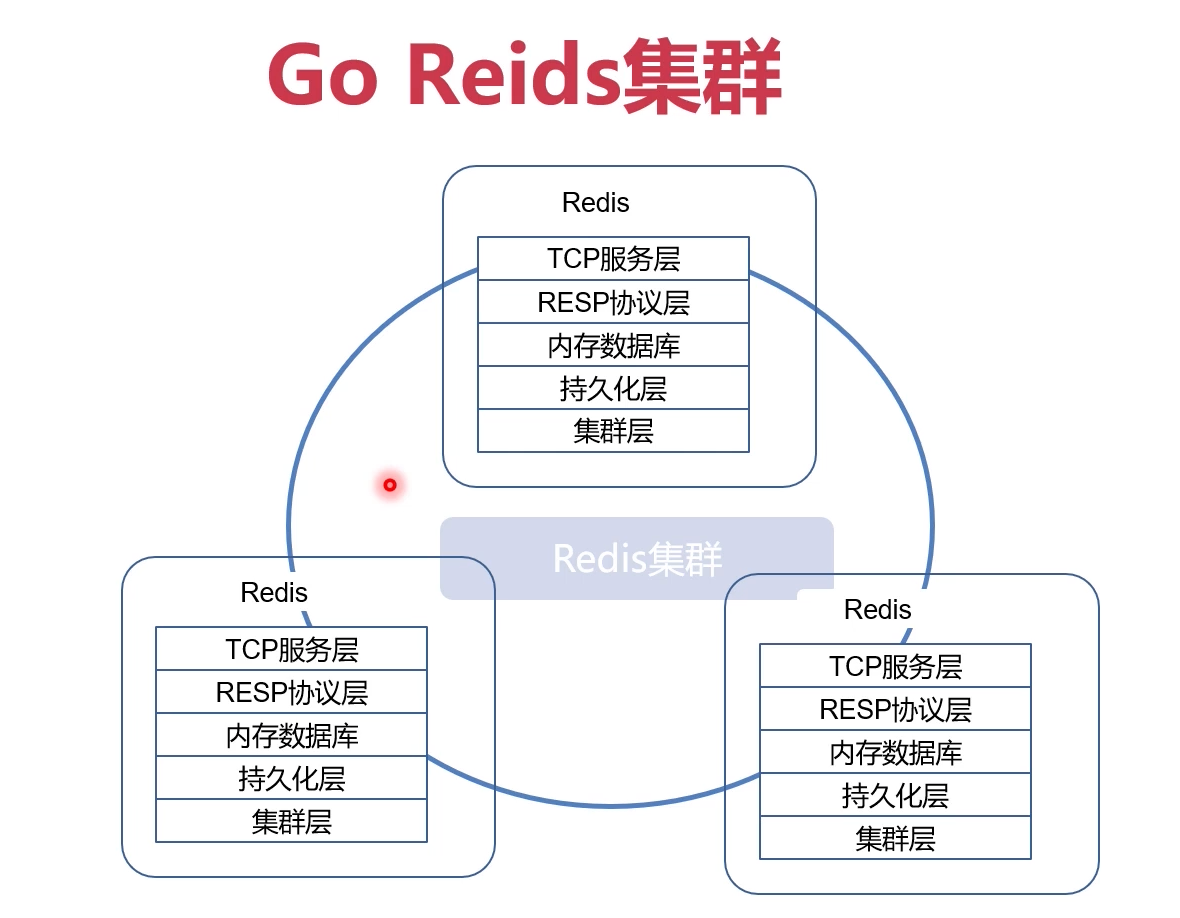 Go Reids集群
Redis
TCP服务层
RESP协议层
内存数据库
持久化层
集群层
Redis集群
Redis
TCP服务层
RESP协议层
内存数据库
持久化层
集群层
Redis
TCP服务层
RESP协议层
内存数据库
持久化层
集群层